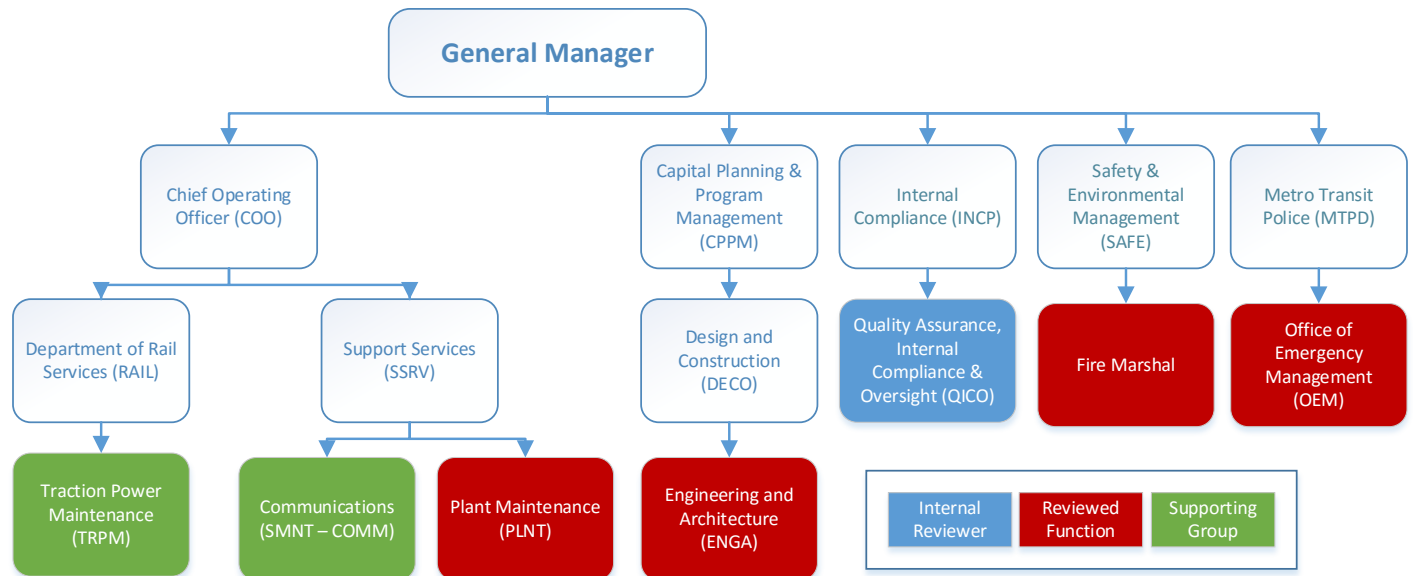 General Manager
Chief Operating
Officer (COO)
Capital Planning &
Program
Management
(CPPM)
Internal
Compliance (INCP)
Safety &
Environmental
Management
(SAFE)
Metro Transit
Police (MTPD)
Department of Rail
Services (RAIL)
Support Services
(SSRV)
Design and
Construction
(DECO)
Quality Assurance,
Internal
Compliance &
Oversight (QICO)
Fire Marshal
Office of
Emergency
Management
(OEM)
Traction Power
Maintenance
(TRPM)
Communications
(SMNT – COMM)
Plant Maintenance
(PLNT)
Engineering and
Architecture
(ENGA)
Internal
Reviewer
Reviewed
Function
Supporting
Group